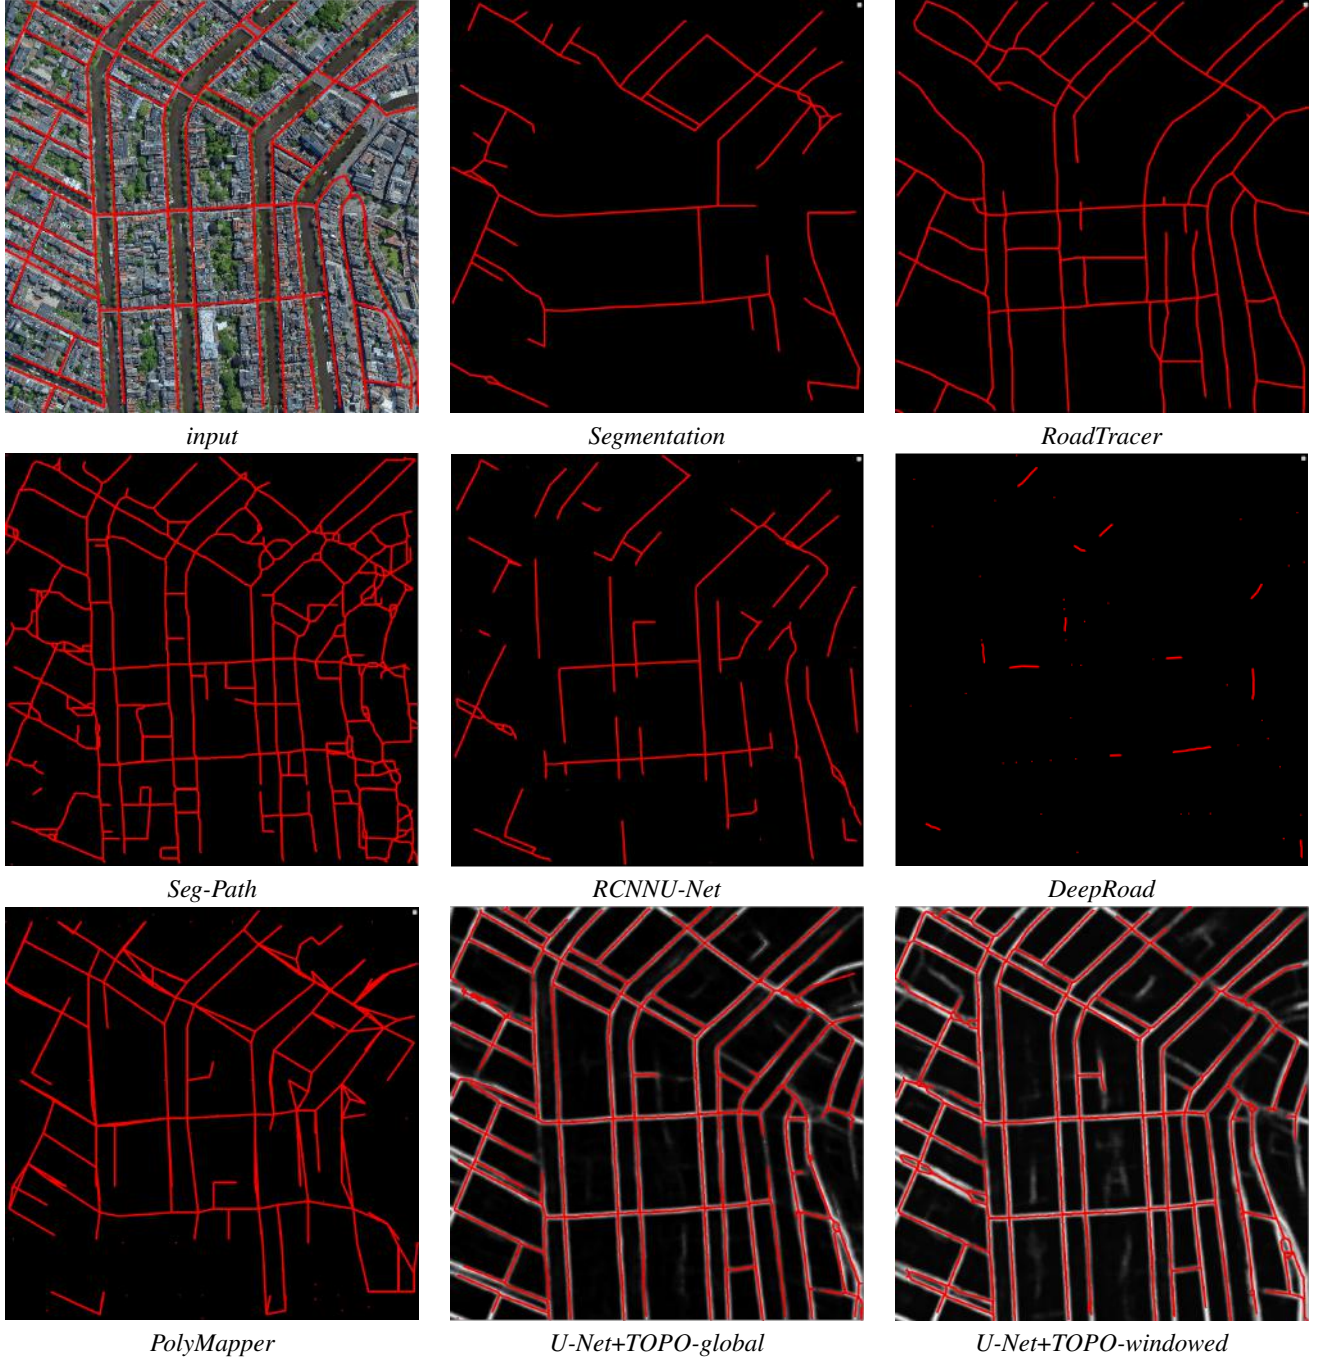 input
Segmentation
RoadTracer
Seg-Path
RCNNU-Net
DeepRoad
PolyMapper
U-Net+TOPO-global
U-Net+TOPO-windowed